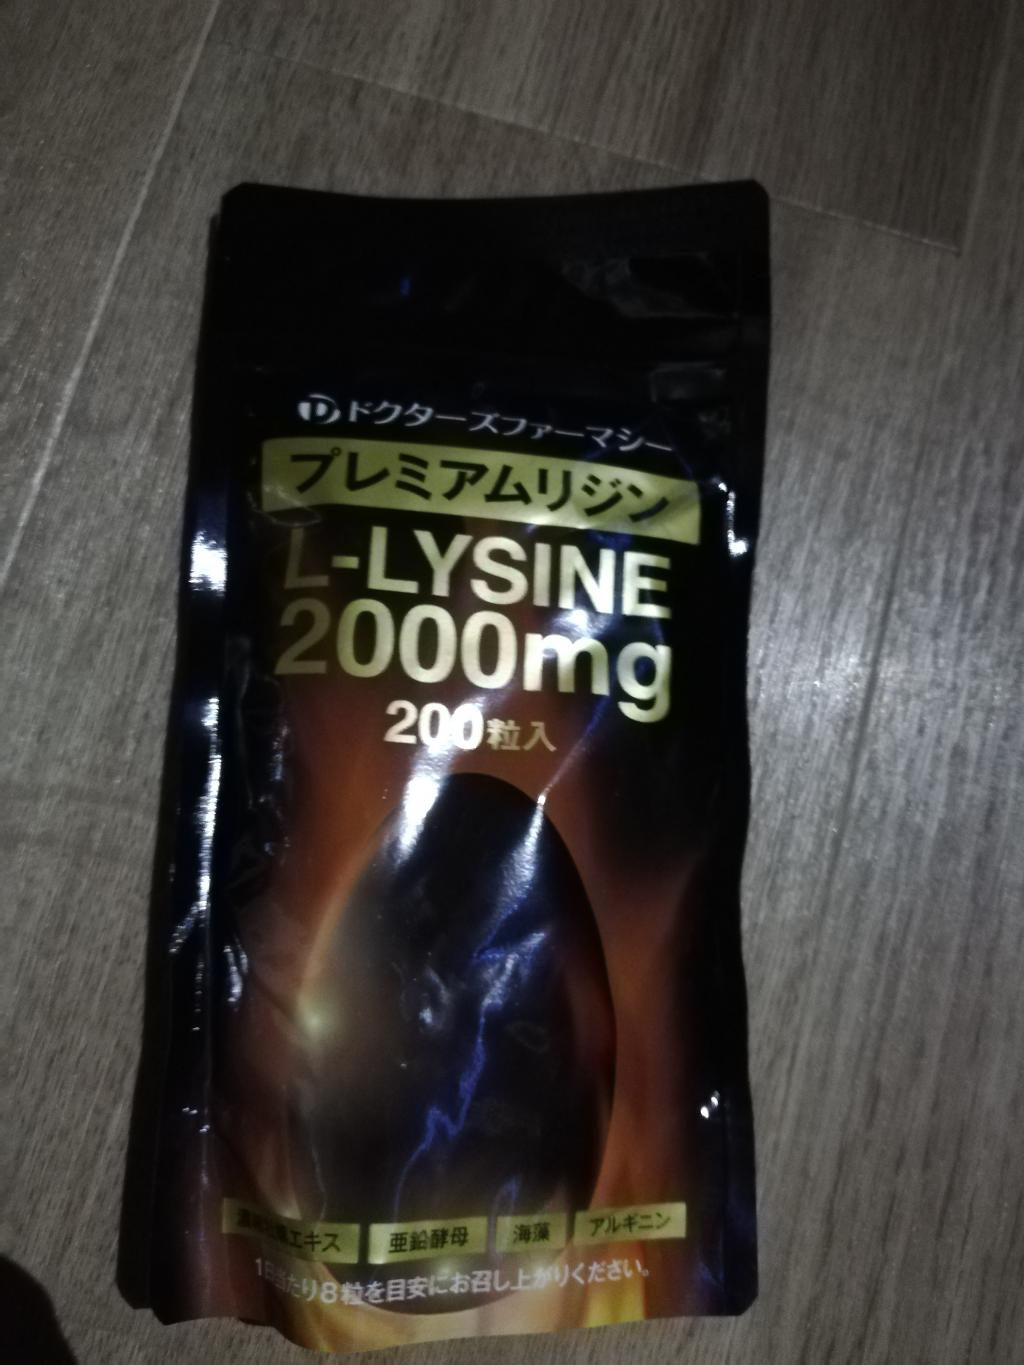 ドクターズファーマシー
プレミアムリジン
L-LYSINE
2000mg
200粒入
エキス 亜鉛酵母 海藻 アルギニン
1日当たり8粒を目安にお召し上がりください。